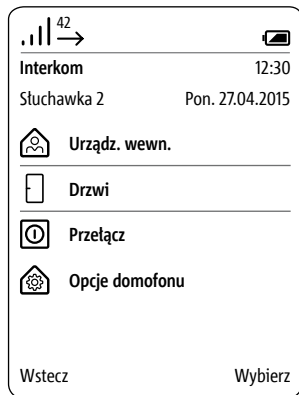 42
Interkom 12:30
Słuchawka 2 Pon. 27.04.2015
Urządz. wewn.
Drzwi
Przełącz
Opcje domofonu
Wstecz Wybierz